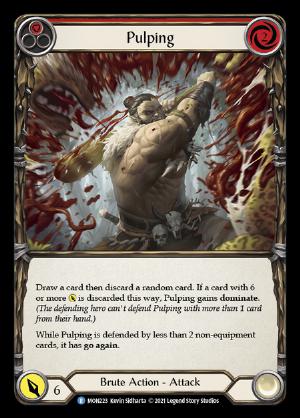 Pulping
2
Draw a card then discard a random card. If a card with 6
or more is discarded this way, Pulping gains dominate.
(The defending hero can't defend Pulping with more than 1 card
from their hand.)
While Pulping is defended by less than 2 non-equipment
cards, it has go again.
6
Brute Action - Attack
MON223 Kevin Sidharta © 2021 Legend Story Studios